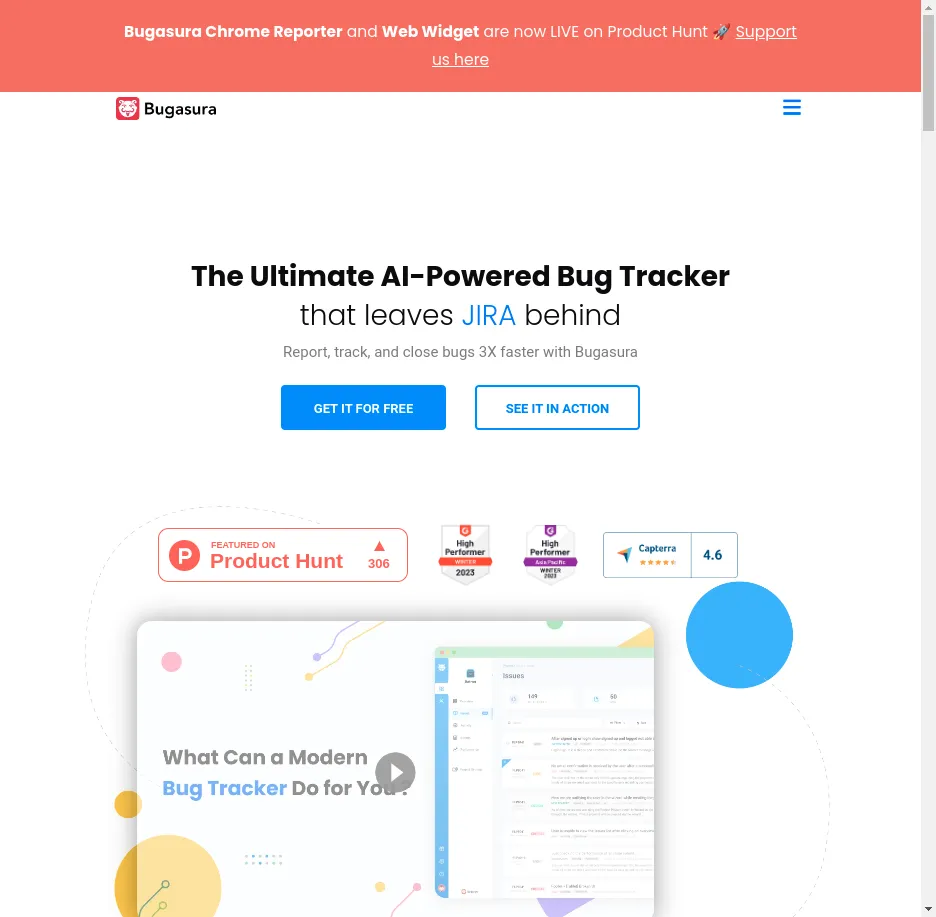 Bugasura Chrome Reporter and Web Widget are now LIVE on Product Hunt 🚀 Support
us here
Bugasura
The Ultimate AI-Powered Bug Tracker
that leaves JIRA behind
Report, track, and close bugs 3X faster with Bugasura
GET IT FOR FREE
SEE IT IN ACTION
P
FEATURED ON
Product Hunt
306
High
Performer
WINTER
2023
High
Performer
Asia Pacific
WINTER
2023
Capterra
4.6
What Can a Modern
Bug Tracker Do for You?
Issues
149
50